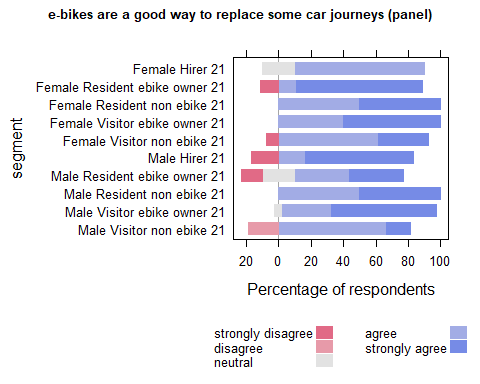 e-bikes are a good way to replace some car journeys (panel)
segment
Female Hirer 21
Female Resident ebike owner 21
Female Resident non ebike 21
Female Visitor ebike owner 21
Female Visitor non ebike 21
Male Hirer 21
Male Resident ebike owner 21
Male Resident non ebike 21
Male Visitor ebike owner 21
Male Visitor non ebike 21
20 0 20 40 60 80 100
Percentage of respondents
strongly disagree
disagree
neutral
agree
strongly agree